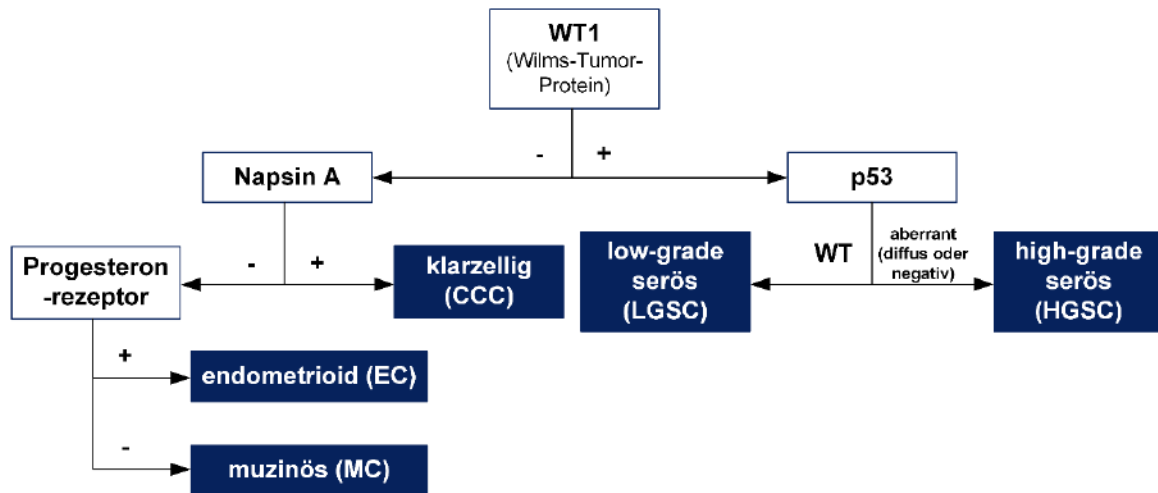 WT1
(Wilms-Tumor-
Protein)
- +
Napsin A
p53
- +
WT
aberrant
(diffus oder
negativ)
Progesteron
-rezeptor
klarzellig
(CCC)
low-grade
serös
(LGSC)
high-grade
serös
(HGSC)
+
endometrioid (EC)
-
muzinös (MC)